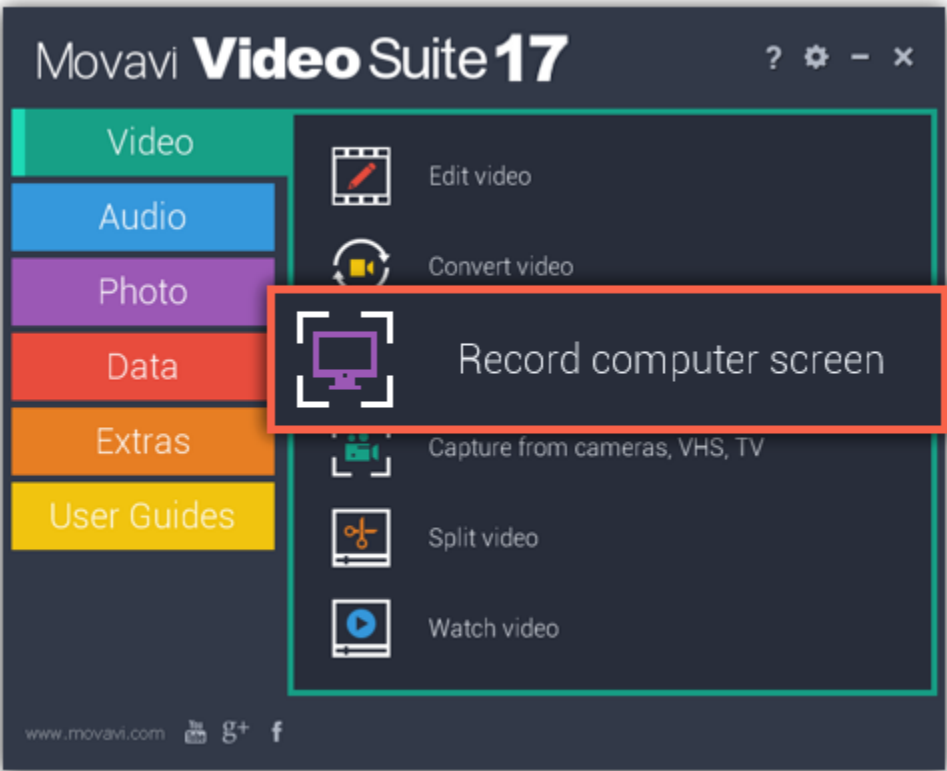 Movavi Video Suite 17
?
Video
Audio
Photo
Data
Extras
User Guides
Edit video
Convert video
Record computer screen
Capture from cameras, VHS, TV
Split video
Watch video
www.movavi.com You Tube g+ f